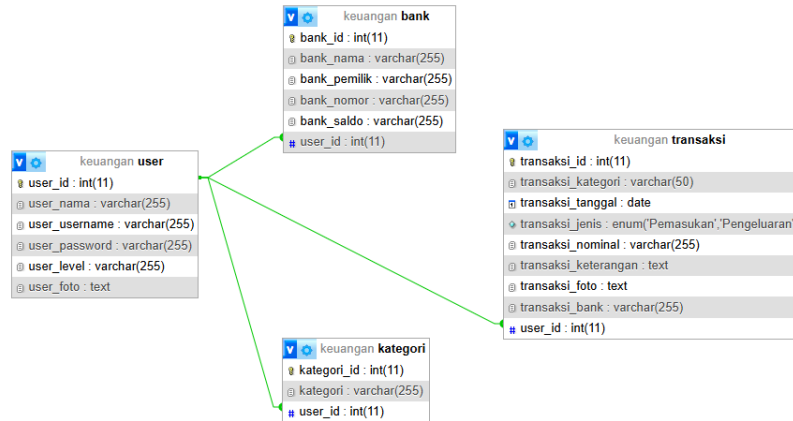 keuangan bank
bank_id : int(11)
bank_nama : varchar(255)
bank_pemilik : varchar(255)
bank_nomor : varchar(255)
bank_saldo : varchar(255)
# user_id : int(11)
keuangan user
user_id : int(11)
user_nama : varchar(255)
user_username : varchar(255)
user_password : varchar(255)
user_level : varchar(255)
user_foto : text
keuangan transaksi
transaksi_id : int(11)
transaksi_kategori : varchar(50)
transaksi_tanggal : date
transaksi_jenis : enum('Pemasukan','Pengeluaran'
transaksi_nominal : varchar(255)
transaksi_keterangan : text
transaksi_foto : text
transaksi_bank : varchar(255)
# user_id : int(11)
keuangan kategori
kategori_id : int(11)
kategori : varchar(255)
# user_id : int(11)